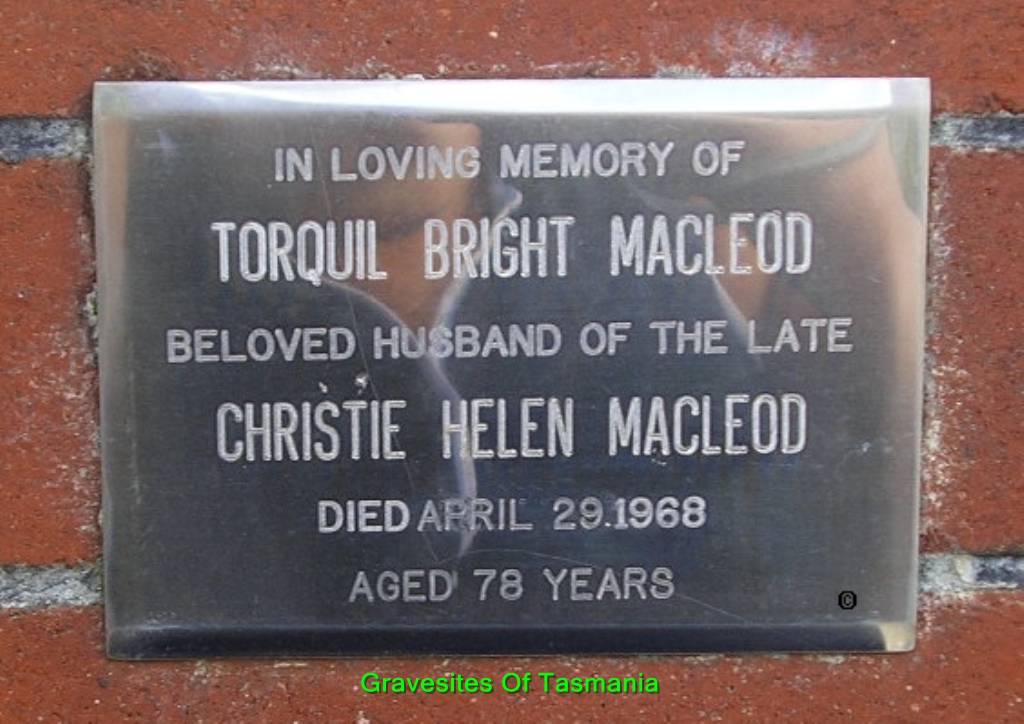 IN LOVING MEMORY OF
TORQUIL BRIGHT MACLEOD
BELOVED HUSBAND OF THE LATE
CHRISTIE HELEN MACLEOD
DIED APRIL 29.1968
AGED 78 YEARS
©
Gravesites Of Tasmania